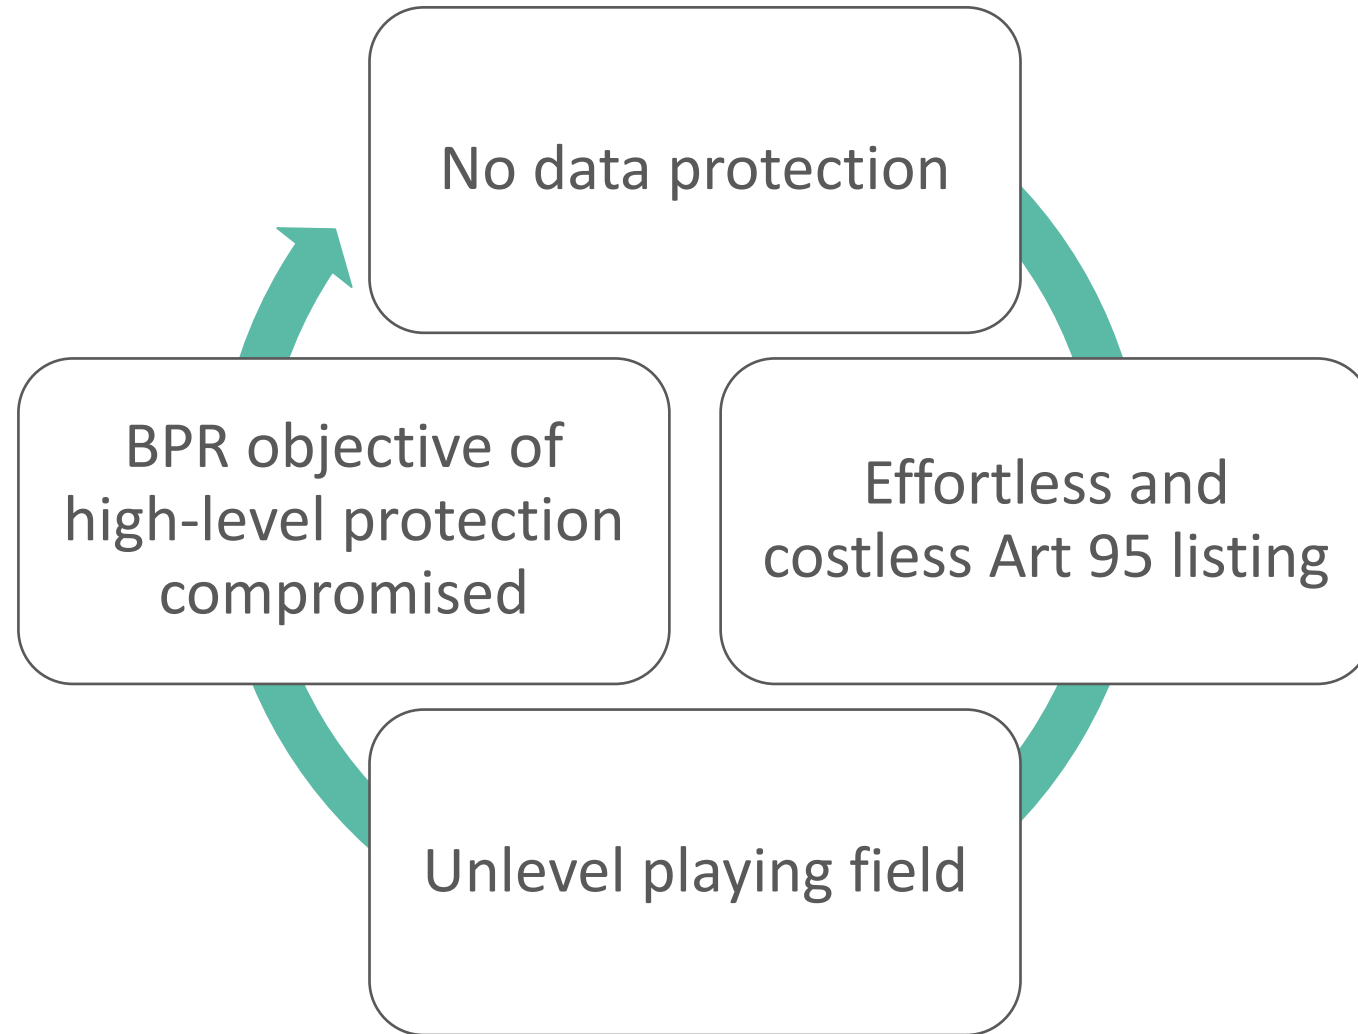 No data protection
Effortless and
costless Art 95 listing
Unlevel playing field
BPR objective of
high-level protection
compromised